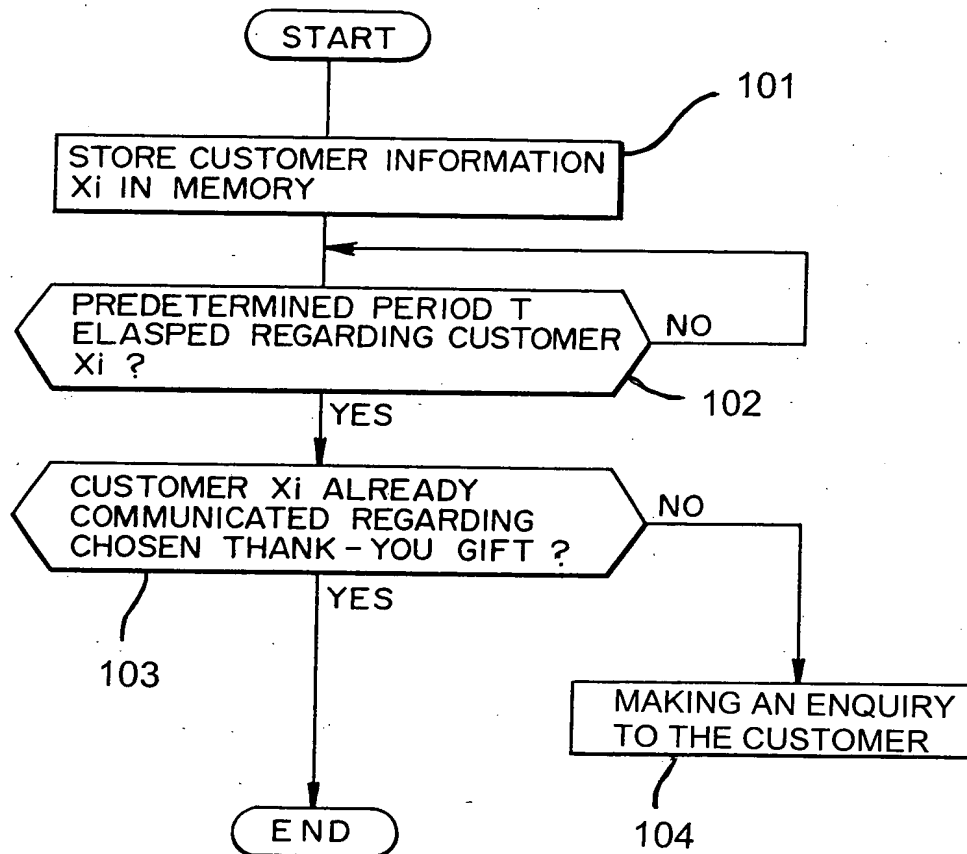 START
101
STORE CUSTOMER INFORMATION
Xi IN MEMORY
PREDETERMINED PERIOD T
ELASPED REGARDING CUSTOMER
Xi ?
NO
102
YES
CUSTOMER Xi ALREADY
COMMUNICATED REGARDING
CHOSEN THANK-YOU GIFT ?
NO
YES
103
MAKING AN ENQUIRY
TO THE CUSTOMER
104
END